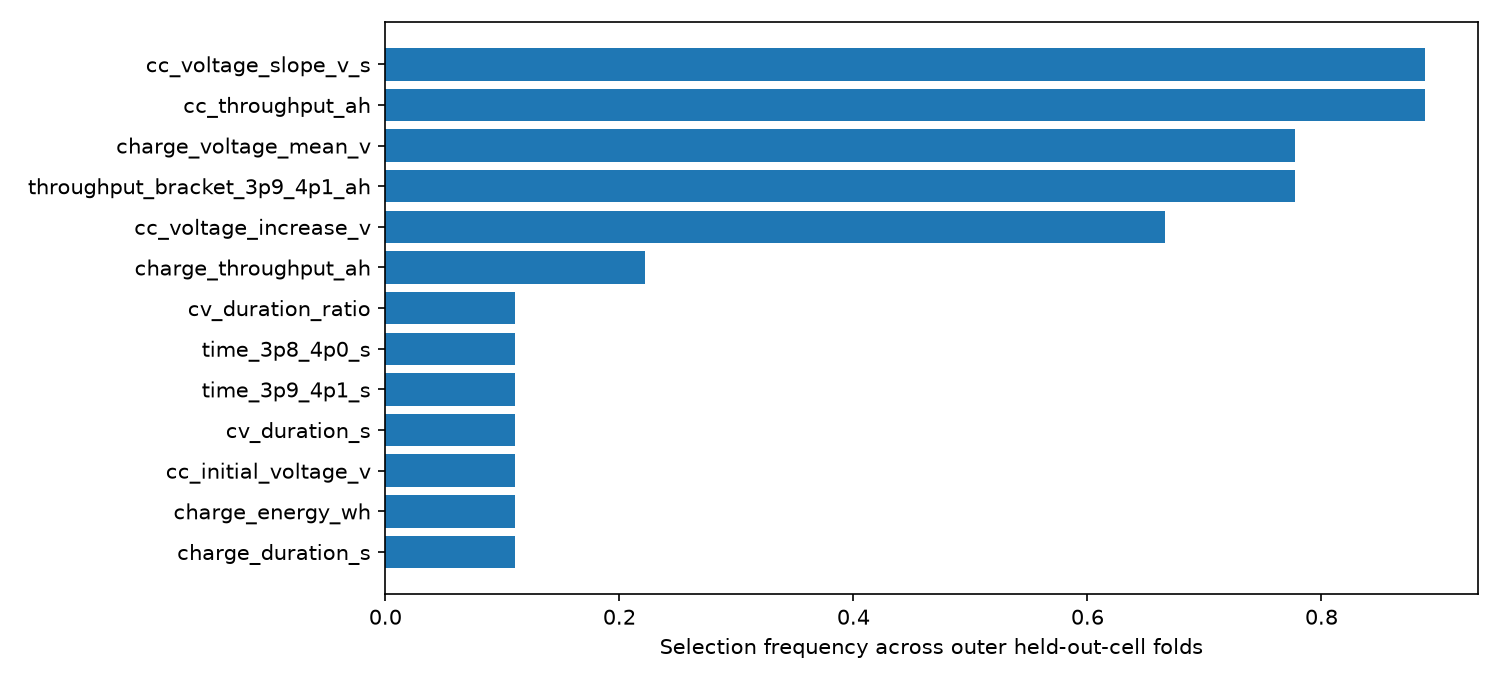 cc_voltage_slope_v_s
cc_throughput_ah
charge_voltage_mean_v
throughput_bracket_3p9_4p1_ah
cc_voltage_increase_v
charge_throughput_ah
cv_duration_ratio
time_3p8_4p0_s
time_3p9_4p1_s
cv_duration_s
cc_initial_voltage_v
charge_energy_wh
charge_duration_s
0.0 0.2 0.4 0.6 0.8
Selection frequency across outer held-out-cell folds